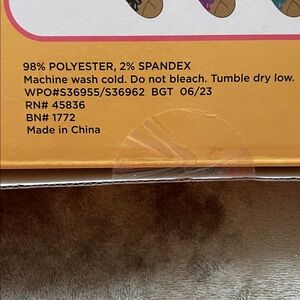 98% POLYESTER, 2% SPANDEX
Machine wash cold. Do not bleach. Tumble dry low.
WPO#S36955/S36962 BGT 06/23
RN# 45836
BN# 1772
Made in China